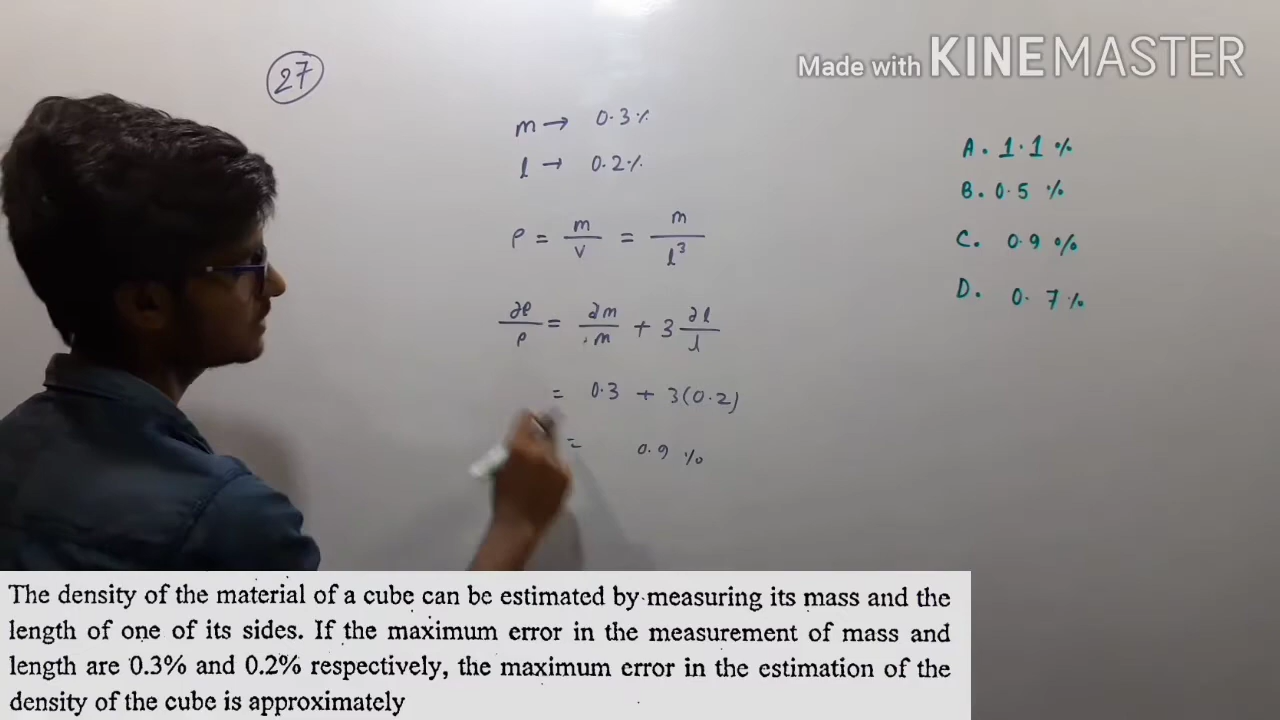 Made with KINEMASTER
27
m → 0.3%
l → 0.2%
ρ = m/v = m/l³
∂ρ/ρ = ∂m/m + 3 ∂l/l
= 0.3 + 3(0.2)
= 0.9 %
A. 1.1 %
B. 0.5 %
C. 0.9 %
D. 0.7 %
The density of the material of a cube can be estimated by measuring its mass and the
length of one of its sides. If the maximum error in the measurement of mass and
length are 0.3% and 0.2% respectively, the maximum error in the estimation of the
density of the cube is approximately